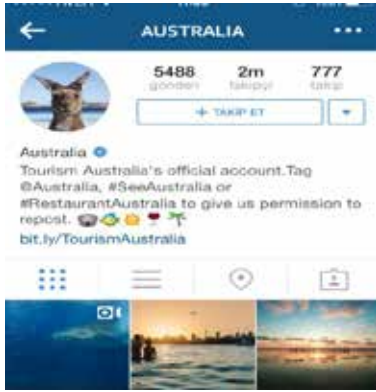 AUSTRALIA
5488 2m 777
gönderi takipçi takip
+ TAKİP ET
Australia
Tourism Australia's official account.Tag
@Australia, #SeeAustralia or
#RestaurantAustralia to give us permission to
repost.
bit.ly/TourismAustralia